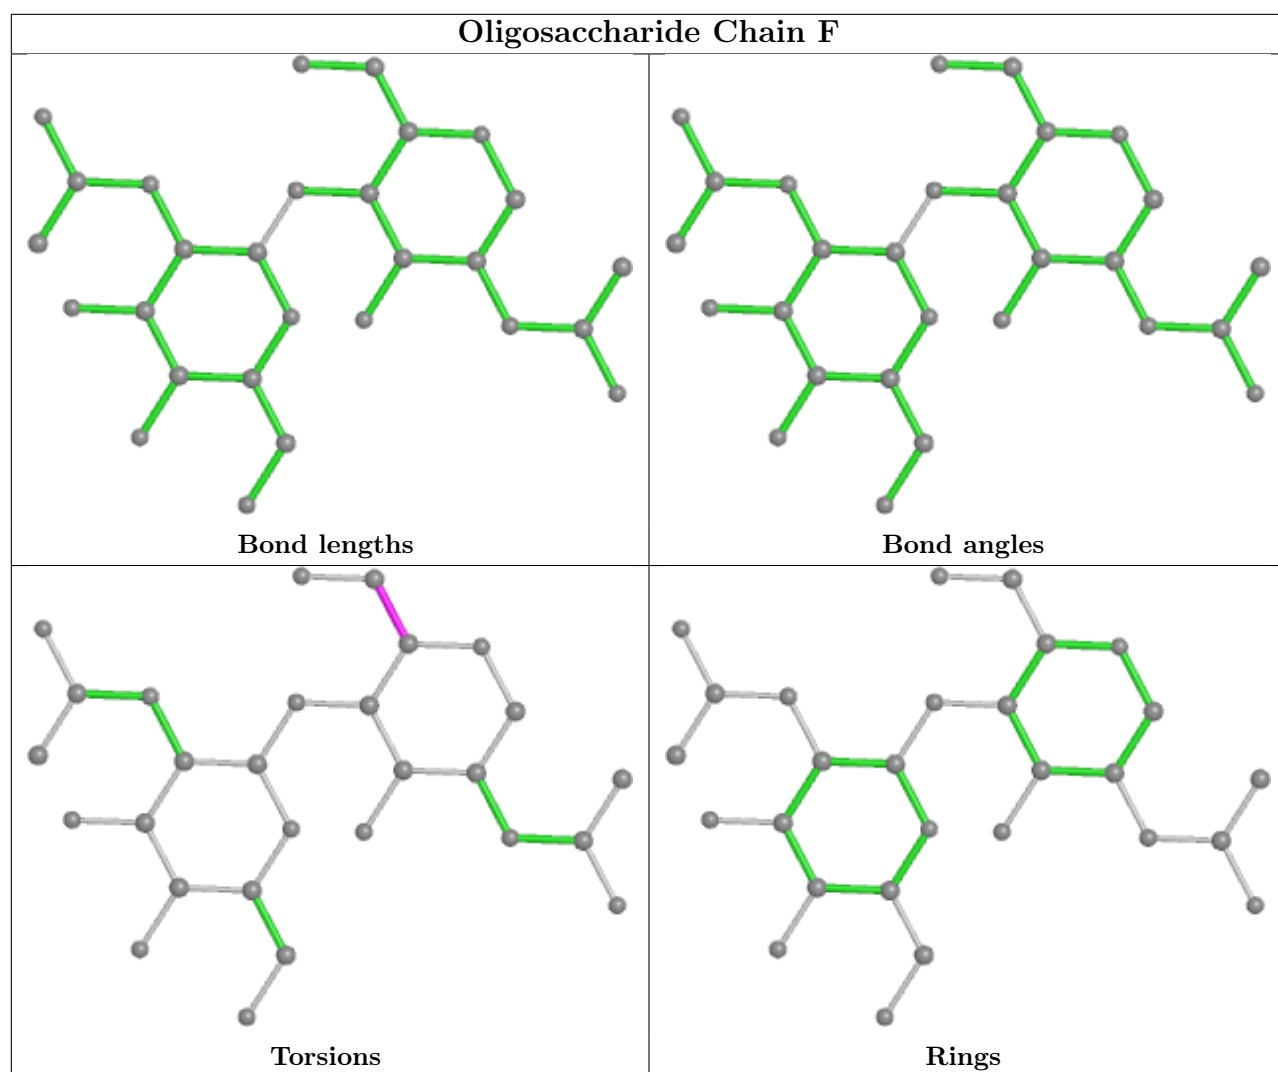 Oligosaccharide Chain F
Bond lengths
Bond angles
Torsions
Rings